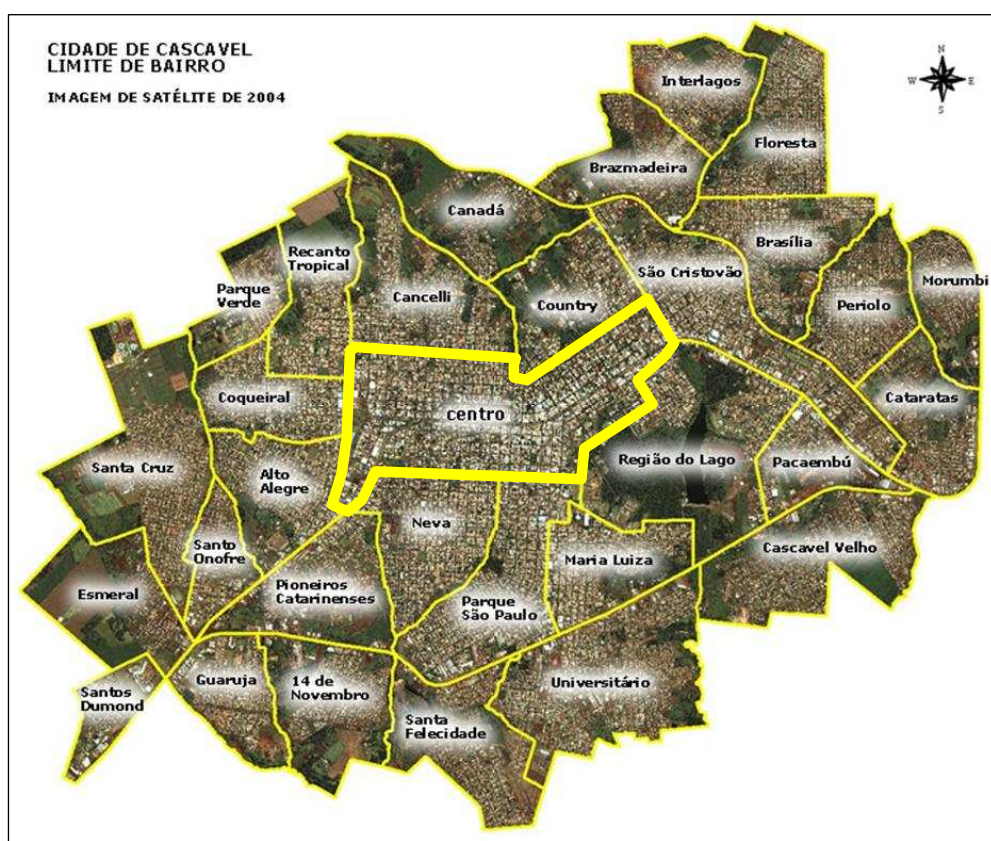 CIDADE DE CASCAVEL
LIMITE DE BAIRRO
IMAGEM DE SATÉLITE DE 2004
N
W
E
S
Interlagos
Floresta
Brazmadeira
Canadá
Brasília
Recanto
Tropical
São Cristovão
Morumbi
Parque
Verde
Cancelli
Country
Periolo
Coqueiral
centro
Cataratas
Santa Cruz
Alto
Alegre
Região do Lago
Pacaembú
Neva
Santo
Onofre
Maria Luiza
Cascavel Velho
Esmeral
Pioneiros
Catarinenses
Parque
São Paulo
Guaruja
14 de
Novembro
Universitário
Santos
Dumond
Santa
Felecidade